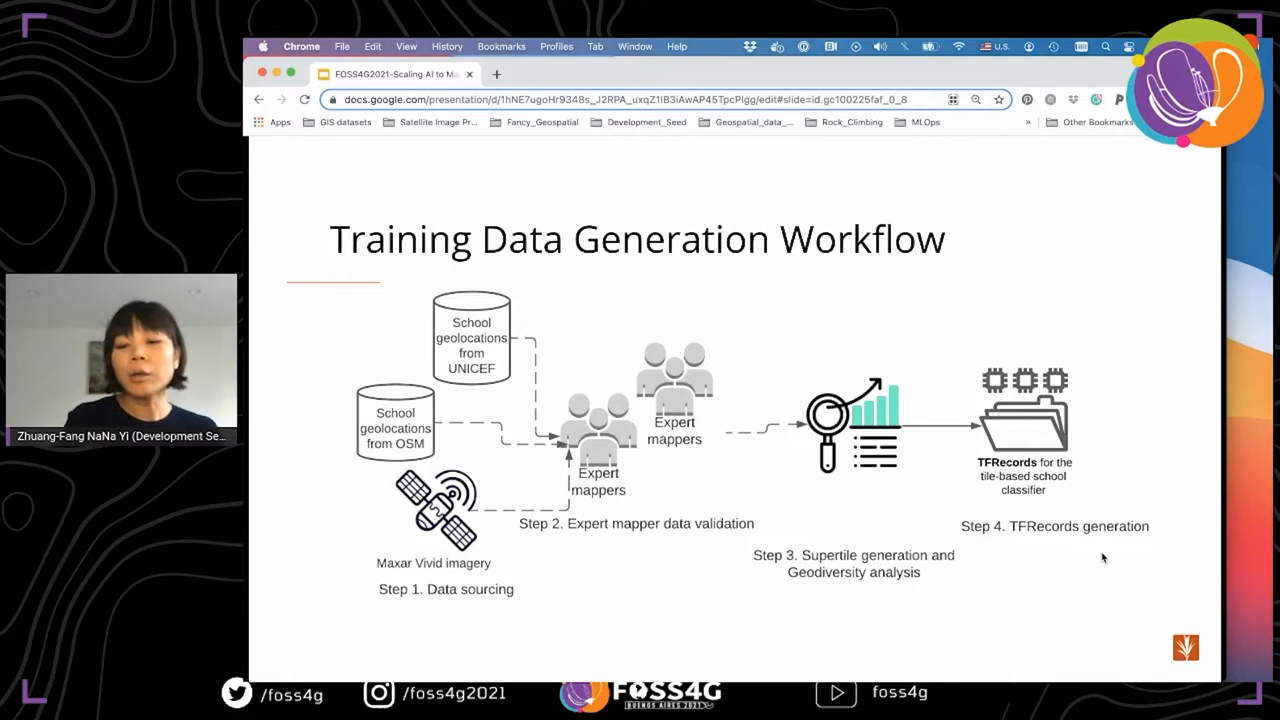 Chrome File Edit View History Bookmarks Profiles Tab Window Help U.S.
FOSS4G2021-Scaling AI to Ma
docs.google.com/presentation/d/1hNE7ugoHr9348s_J2RPA_uxqZ1lB3iAwAP45TpcPlgg/edit#slide=id.gc100225faf_0_8
Apps GIS datasets Satellite Image Pr... Fancy_Geospatial Development_Seed Geospatial_data_... Rock_Climbing MLOps » Other Bookmarks
Training Data Generation Workflow
School
geolocations
from
UNICEF
School
geolocations
from OSM
Maxar Vivid imagery
Step 1. Data sourcing
Expert
mappers
Expert
mappers
Step 2. Expert mapper data validation
Step 3. Supertile generation and
Geodiversity analysis
TFRecords for the
tile-based school
classifier
Step 4. TFRecords generation
Zhuang-Fang NaNa Yi (Development Se...
/foss4g
/foss4g2021
FOSS4G
BUENOS AIRES 2021
foss4g